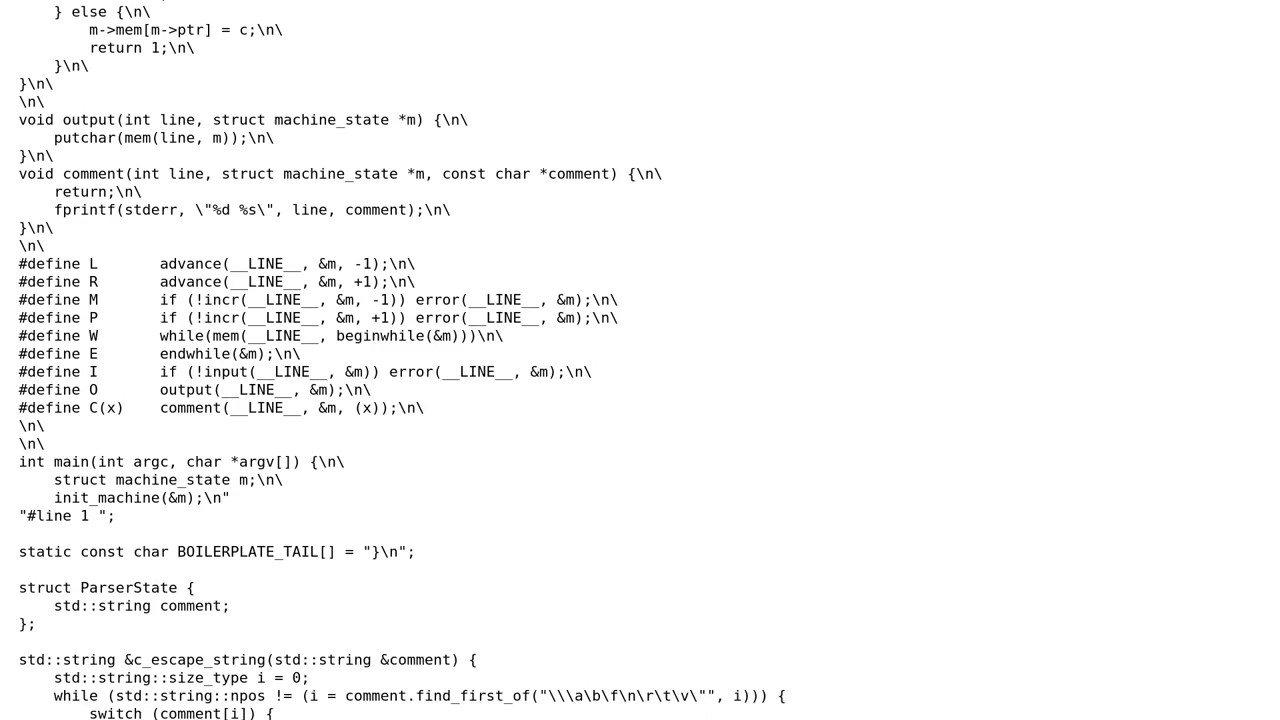 } else {\n\
        m->mem[m->ptr] = c;\n\
        return 1;\n\
    }\n\
}\n\
\n\
void output(int line, struct machine_state *m) {\n\
    putchar(mem(line, m));\n\
}\n\
void comment(int line, struct machine_state *m, const char *comment) {\n\
    return;\n\
    fprintf(stderr, \"%d %s\", line, comment);\n\
}\n\
\n\
#define L       advance(__LINE__, &m, -1);\n\
#define R       advance(__LINE__, &m, +1);\n\
#define M       if (!incr(__LINE__, &m, -1)) error(__LINE__, &m);\n\
#define P       if (!incr(__LINE__, &m, +1)) error(__LINE__, &m);\n\
#define W       while(mem(__LINE__, beginwhile(&m)))\n\
#define E       endwhile(&m);\n\
#define I       if (!input(__LINE__, &m)) error(__LINE__, &m);\n\
#define O       output(__LINE__, &m);\n\
#define C(x)    comment(__LINE__, &m, (x));\n\
\n\
\n\
int main(int argc, char *argv[]) {\n\
    struct machine_state m;\n\
    init_machine(&m);\n"
"#line 1 ";

static const char BOILERPLATE_TAIL[] = "}\n";

struct ParserState {
    std::string comment;
};

std::string &c_escape_string(std::string &comment) {
    std::string::size_type i = 0;
    while (std::string::npos != (i = comment.find_first_of("\\\a\b\f\n\r\t\v\"", i))) {
        switch (comment[i]) {